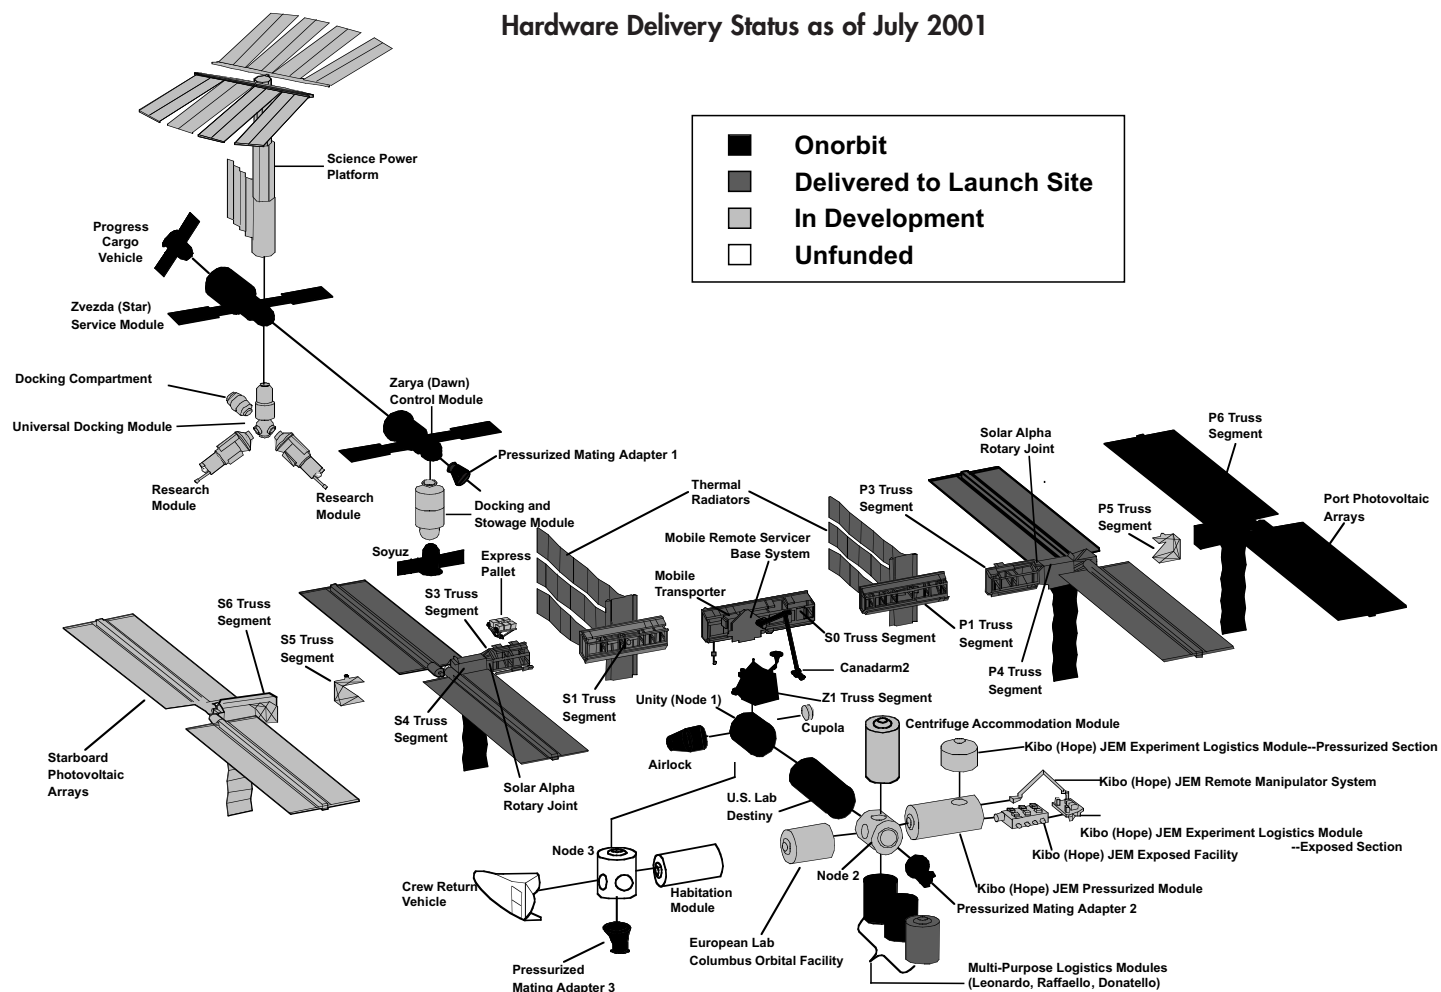 Hardware Delivery Status as of July 2001
Onorbit
Delivered to Launch Site
In Development
Unfunded
Science Power
Platform
Progress
Cargo
Vehicle
Zvezda (Star)
Service Module
Docking Compartment
Universal Docking Module
Research
Module
Research
Module
Zarya (Dawn)
Control Module
Pressurized Mating Adapter 1
Docking and
Stowage Module
Soyuz
Express
Pallet
Thermal
Radiators
Mobile Remote Servicer
Base System
Mobile
Transporter
P3 Truss
Segment
Solar Alpha
Rotary Joint
P6 Truss
Segment
P5 Truss
Segment
Port Photovoltaic
Arrays
S3 Truss
Segment
S6 Truss
Segment
S5 Truss
Segment
S0 Truss Segment
P1 Truss
Segment
P4 Truss
Segment
Canadarm2
Z1 Truss Segment
S1 Truss
Segment
Unity (Node 1)
S4 Truss
Segment
Cupola
Centrifuge Accommodation Module
Kibo (Hope) JEM Experiment Logistics Module--Pressurized Section
Airlock
Starboard
Photovoltaic
Arrays
Solar Alpha
Rotary Joint
U.S. Lab
Destiny
Kibo (Hope) JEM Remote Manipulator System
Kibo (Hope) JEM Experiment Logistics Module
--Exposed Section
Kibo (Hope) JEM Exposed Facility
Node 3
Node 2
Kibo (Hope) JEM Pressurized Module
Crew Return
Vehicle
Habitation
Module
Pressurized Mating Adapter 2
European Lab
Columbus Orbital Facility
Pressurized
Mating Adapter 3
Multi-Purpose Logistics Modules
(Leonardo, Raffaello, Donatello)